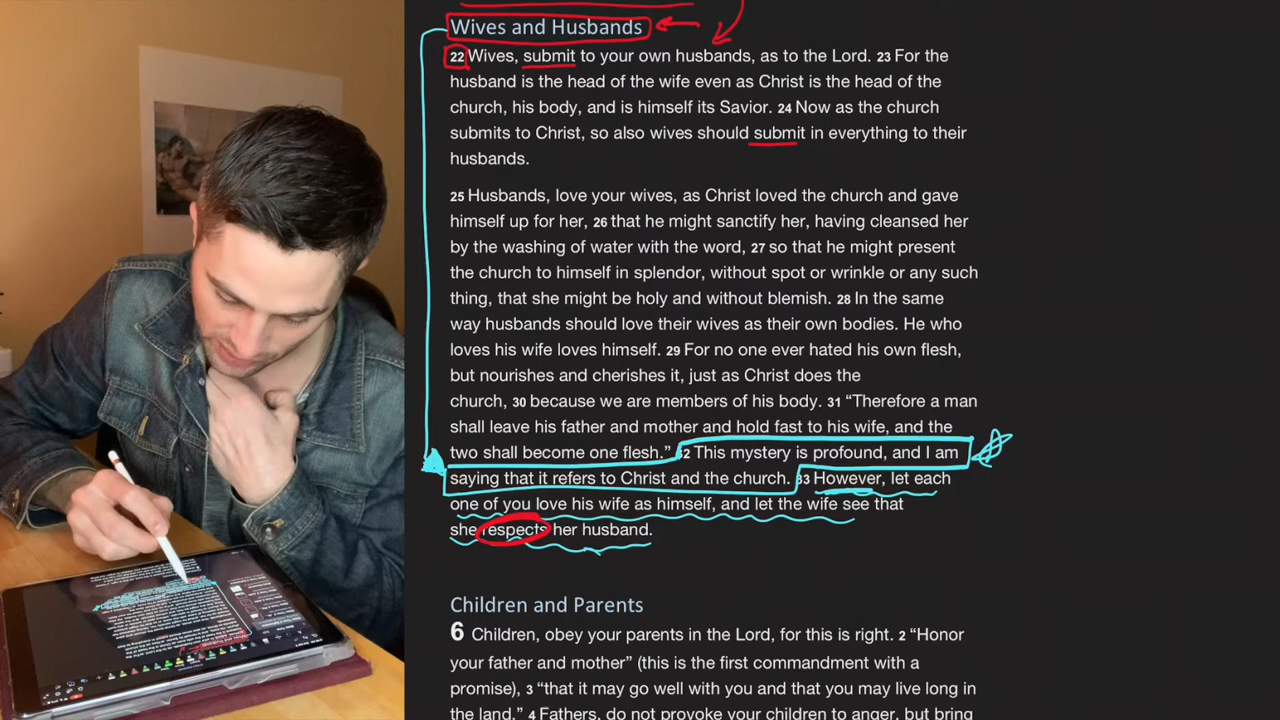 Wives and Husbands
22 Wives, submit to your own husbands, as to the Lord. 23 For the
husband is the head of the wife even as Christ is the head of the
church, his body, and is himself its Savior. 24 Now as the church
submits to Christ, so also wives should submit in everything to their
husbands.
25 Husbands, love your wives, as Christ loved the church and gave
himself up for her, 26 that he might sanctify her, having cleansed her
by the washing of water with the word, 27 so that he might present
the church to himself in splendor, without spot or wrinkle or any such
thing, that she might be holy and without blemish. 28 In the same
way husbands should love their wives as their own bodies. He who
loves his wife loves himself. 29 For no one ever hated his own flesh,
but nourishes and cherishes it, just as Christ does the
church, 30 because we are members of his body. 31 “Therefore a man
shall leave his father and mother and hold fast to his wife, and the
two shall become one flesh.” 32 This mystery is profound, and I am
saying that it refers to Christ and the church. 33 However, let each
one of you love his wife as himself, and let the wife see that
she respects her husband.
Children and Parents
6 Children, obey your parents in the Lord, for this is right. 2 “Honor
your father and mother” (this is the first commandment with a
promise), 3 “that it may go well with you and that you may live long in
the land.” 4 Fathers, do not provoke your children to anger, but bring